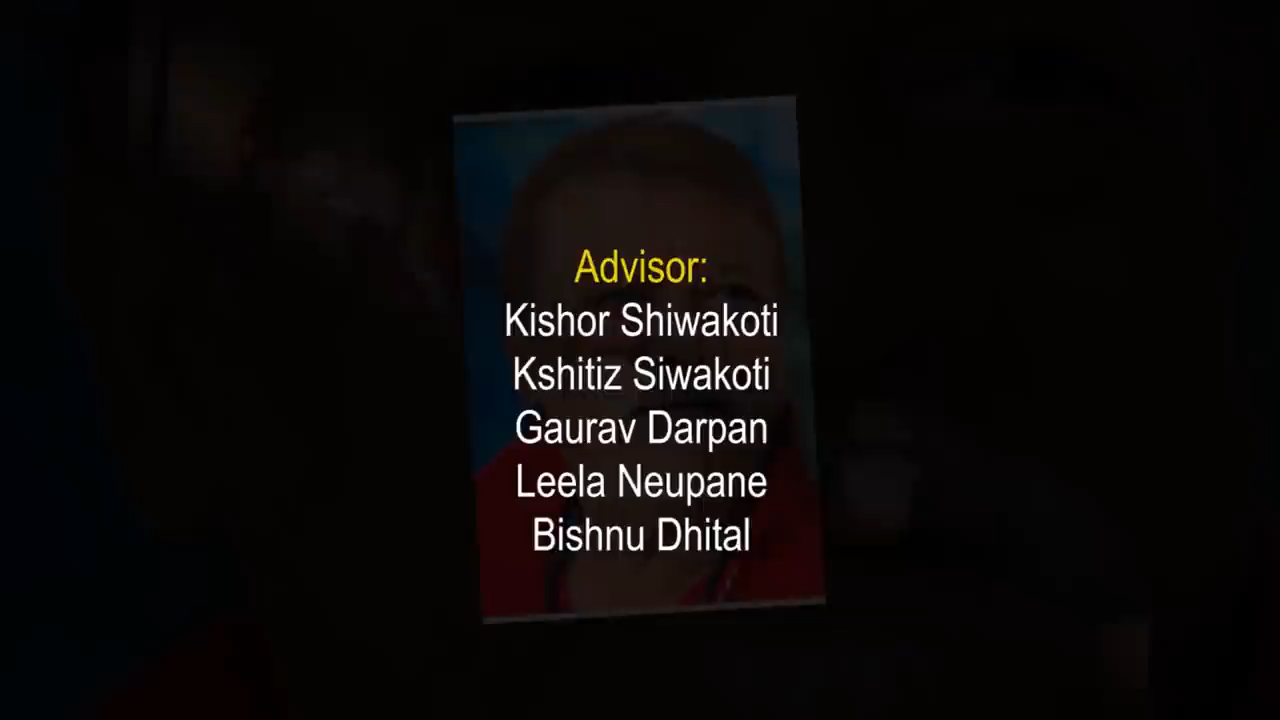 Advisor:
Kishor Shiwakoti
Kshitiz Siwakoti
Gaurav Darpan
Leela Neupane
Bishnu Dhital